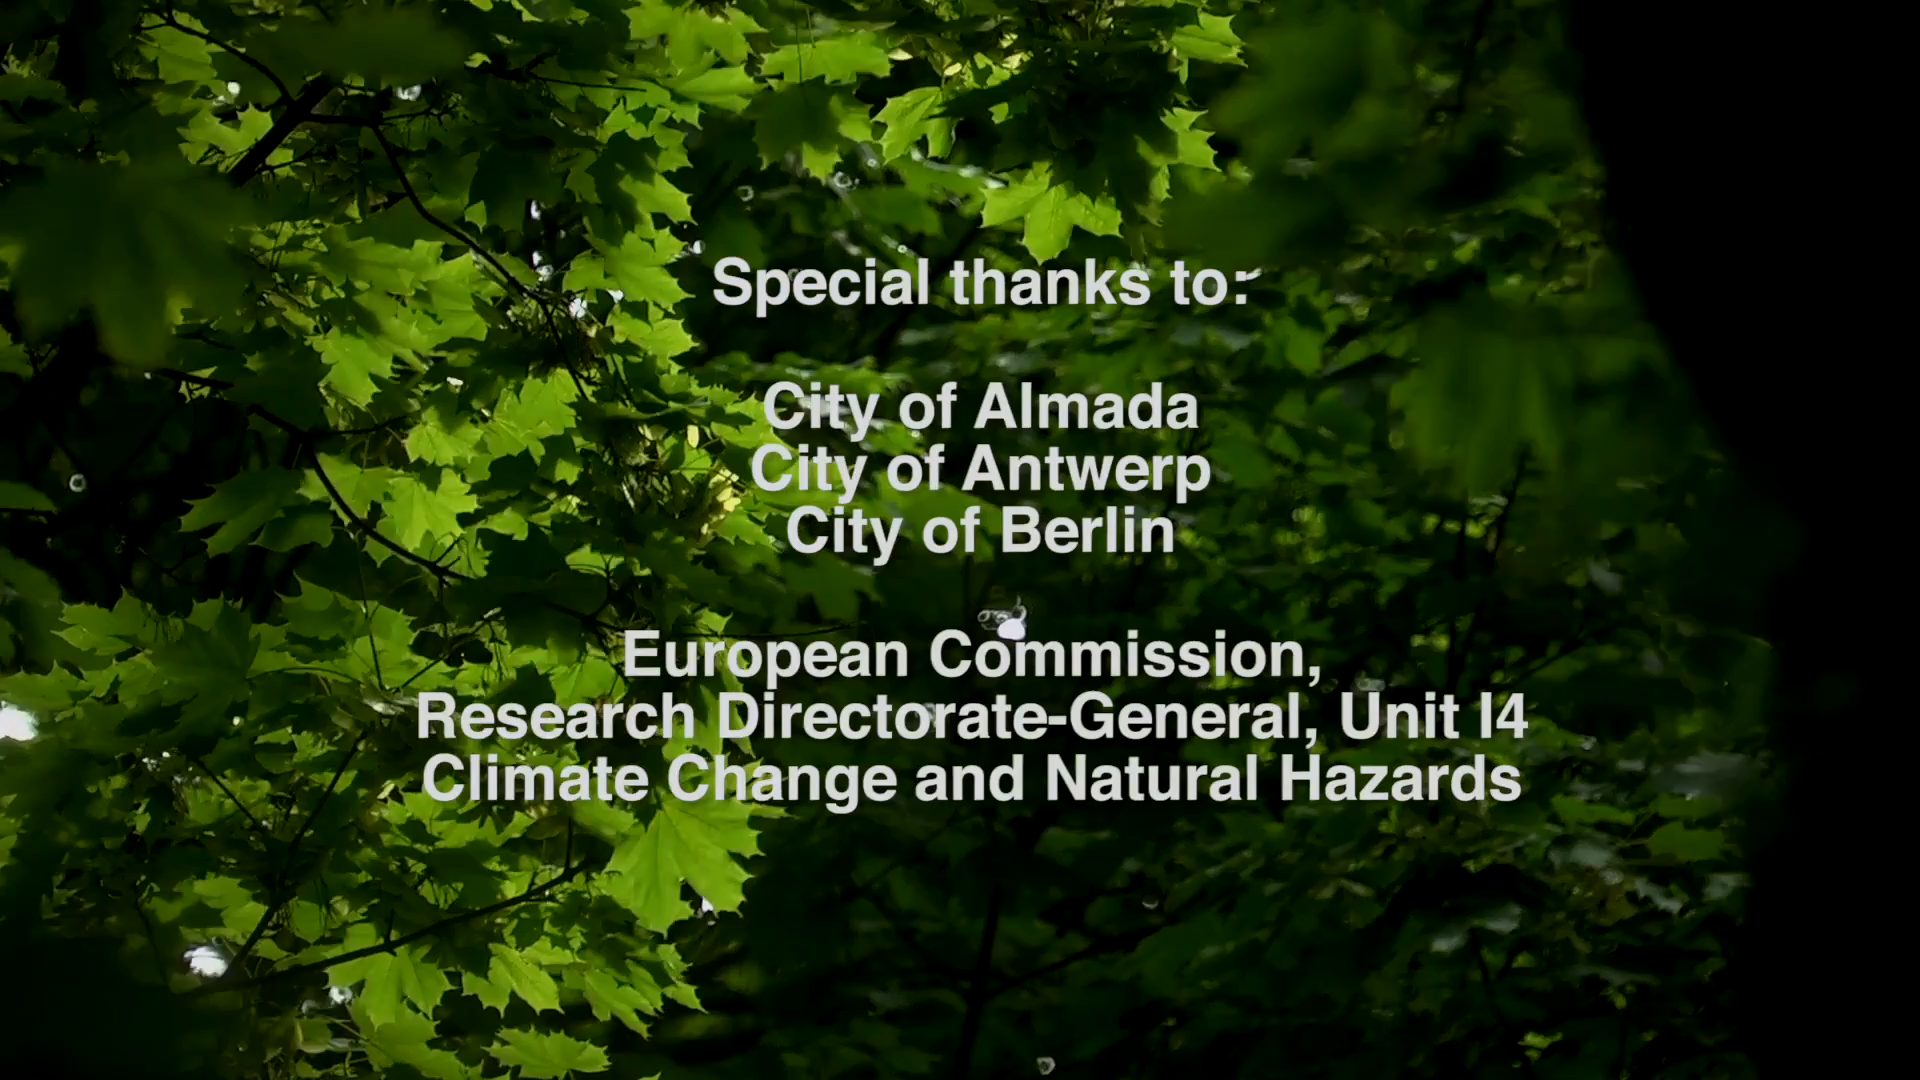 Special thanks to:
City of Almada
City of Antwerp
City of Berlin
European Commission,
Research Directorate-General, Unit I4
Climate Change and Natural Hazards